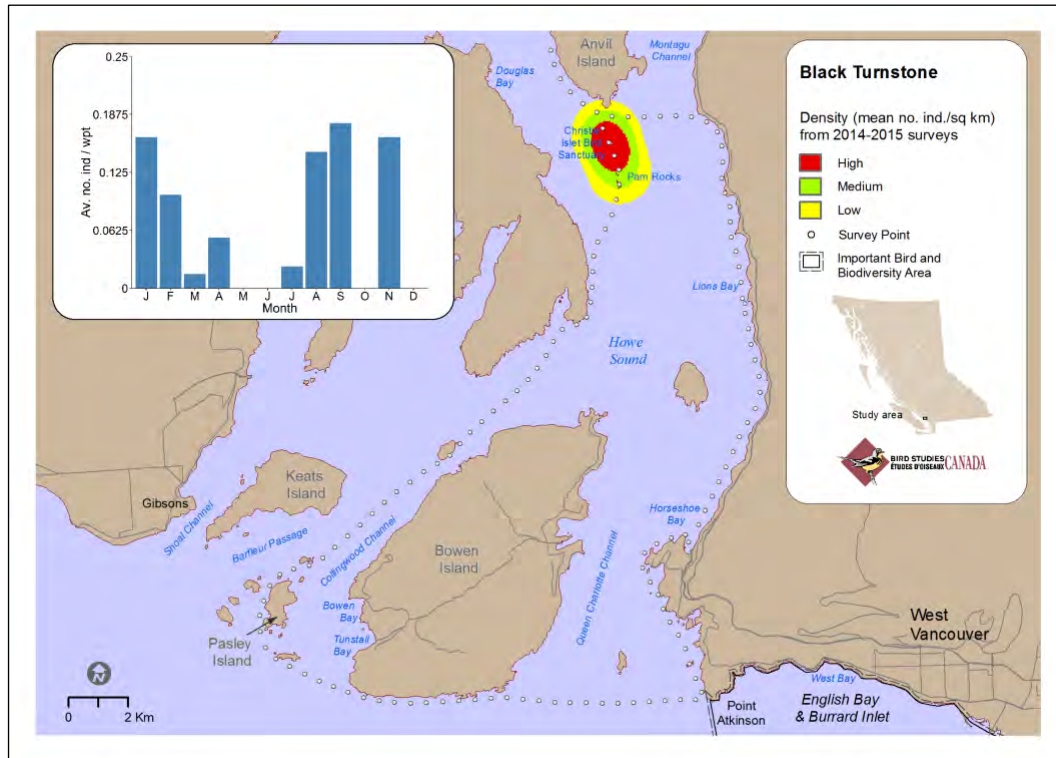 0.25
0.1875
0.125
0.0625
0
Av. no. ind / wpt
J F M A M J J A S O N D
Month
Anvil
Island
Montagu
Channel
Douglas
Bay
Christie
Islet Bird
Sanctuary
Pam Rocks
Lions Bay
Howe
Sound
Keats
Island
Gibsons
Shoal Channel
Barfleur Passage
Collingwood Channel
Horseshoe
Bay
Bowen
Island
Queen Charlotte Channel
Bowen
Bay
Tunstall
Bay
Pasley
Island
West
Vancouver
West Bay
Point
Atkinson
English Bay
& Burrard Inlet
N
0 2 Km
Black Turnstone
Density (mean no. ind./sq km)
from 2014-2015 surveys
High
Medium
Low
Survey Point
Important Bird and
Biodiversity Area
Study area
BIRD STUDIES
ÉTUDES D'OISEAUX CANADA